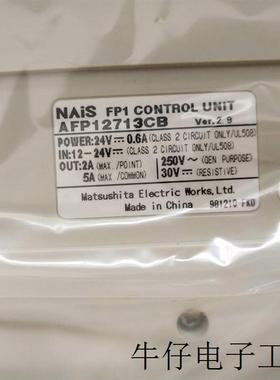 NAiS FP1 CONTROL UNIT
AFP12713CB Ver.2.9
POWER:24V⎓0.6A(CLASS 2 CIRCUIT ONLY/UL508)
IN:12-24V⎓(CLASS 2 CIRCUIT ONLY/UL508)
OUT:2A(MAX/POINT) 250V~(GEN PURPOSE)
5A(MAX/COMMON) 30V⎓(RESISTIVE)
Matsushita Electric Works,Ltd.
Made in China 981210 FK0
牛仔电子工